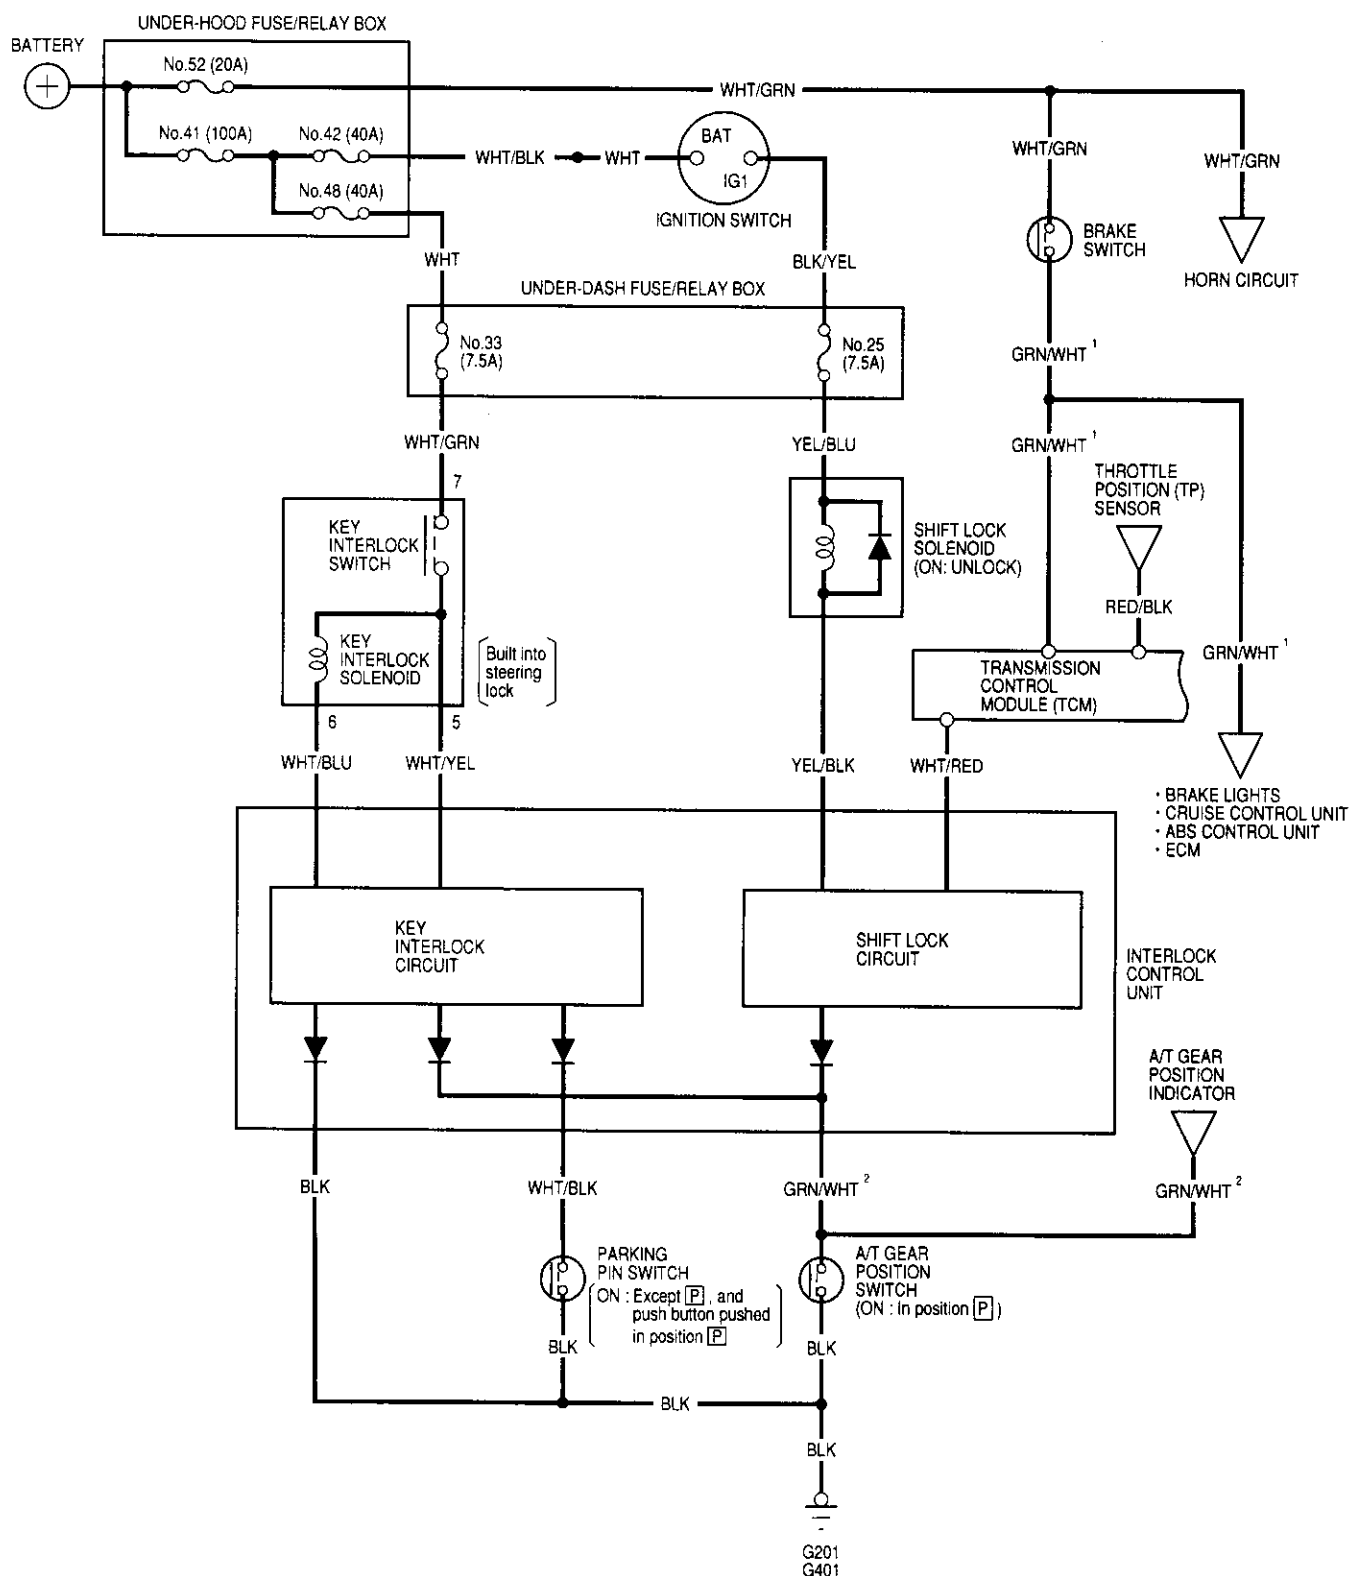 UNDER-HOOD FUSE/RELAY BOX
BATTERY
+
No.52 (20A)
WHT/GRN
No.41 (100A)
No.42 (40A)
WHT/BLK
WHT
BAT
IG1
IGNITION SWITCH
WHT/GRN
WHT/GRN
No.48 (40A)
WHT
BLK/YEL
BRAKE
SWITCH
HORN CIRCUIT
UNDER-DASH FUSE/RELAY BOX
No.33
(7.5A)
No.25
(7.5A)
GRN/WHT 1
WHT/GRN
YEL/BLU
GRN/WHT 1
THROTTLE
POSITION (TP)
SENSOR
7
KEY
INTERLOCK
SWITCH
SHIFT LOCK
SOLENOID
(ON: UNLOCK)
RED/BLK
KEY
INTERLOCK
SOLENOID
Built into
steering
lock
GRN/WHT 1
TRANSMISSION
CONTROL
MODULE (TCM)
6
5
WHT/BLU
WHT/YEL
YEL/BLK
WHT/RED
· BRAKE LIGHTS
· CRUISE CONTROL UNIT
· ABS CONTROL UNIT
· ECM
KEY
INTERLOCK
CIRCUIT
SHIFT LOCK
CIRCUIT
INTERLOCK
CONTROL
UNIT
A/T GEAR
POSITION
INDICATOR
BLK
WHT/BLK
GRN/WHT 2
GRN/WHT 2
PARKING
PIN SWITCH
ON : Except P , and
push button pushed
in position P
A/T GEAR
POSITION
SWITCH
(ON : In position P )
BLK
BLK
BLK
BLK
G201
G401